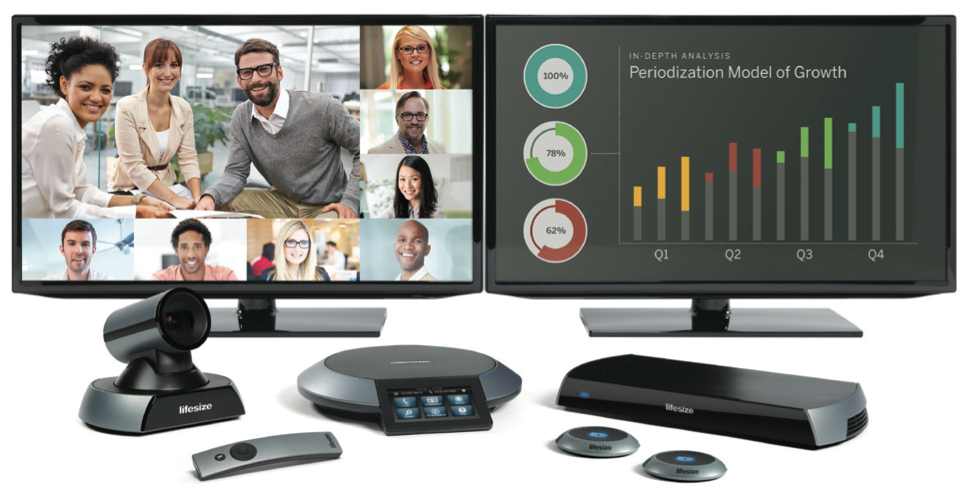 IN-DEPTH ANALYSIS
Periodization Model of Growth
100%
78%
62%
Q1 Q2 Q3 Q4
lifesize
lifesize
lifesize
lifesize